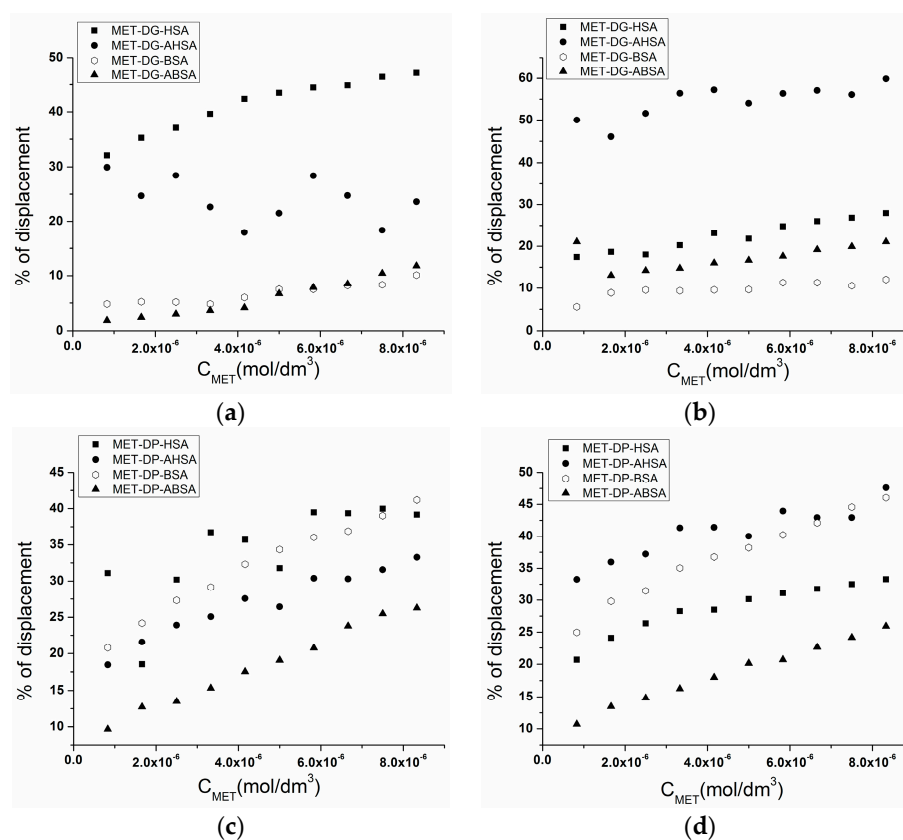 MET-DG-HSA
MET-DG-AHSA
MET-DG-BSA
MET-DG-ABSA
50
40
30
20
10
0
% of displacement
0.0 2.0x10⁻⁶ 4.0x10⁻⁶ 6.0x10⁻⁶ 8.0x10⁻⁶
C_MET(mol/dm³)
(a)
MET-DG-HSA
MET-DG-AHSA
MET-DG-BSA
MET-DG-ABSA
60
50
40
30
20
10
0
% of displacement
0.0 2.0x10⁻⁶ 4.0x10⁻⁶ 6.0x10⁻⁶ 8.0x10⁻⁶
C_MET(mol/dm³)
(b)
MET-DP-HSA
MET-DP-AHSA
MET-DP-BSA
MET-DP-ABSA
45
40
35
30
25
20
15
10
% of displacement
0.0 2.0x10⁻⁶ 4.0x10⁻⁶ 6.0x10⁻⁶ 8.0x10⁻⁶
C_MET(mol/dm³)
(c)
MET-DP-HSA
MET-DP-AHSA
MET-DP-BSA
MET-DP-ABSA
50
45
40
35
30
25
20
15
10
% of displacement
0.0 2.0x10⁻⁶ 4.0x10⁻⁶ 6.0x10⁻⁶ 8.0x10⁻⁶
C_MET(mol/dm³)
(d)